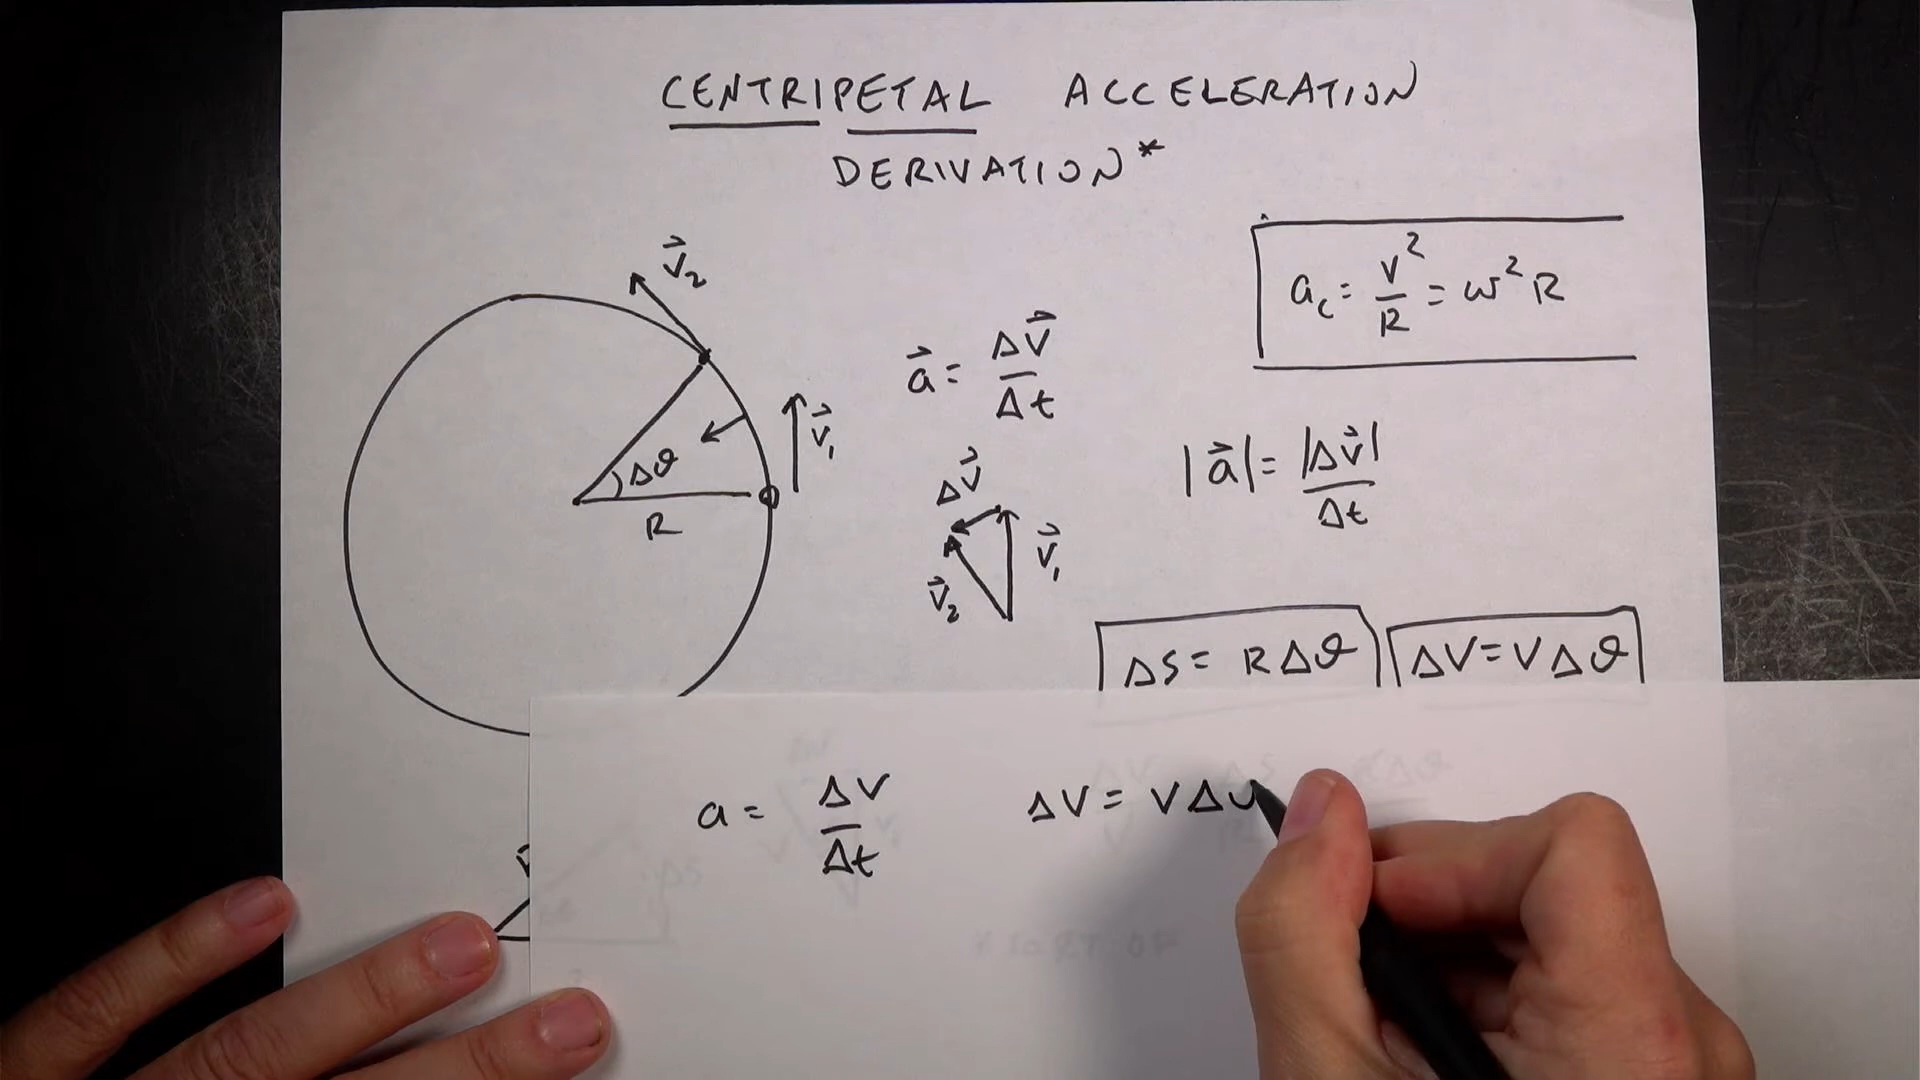 CENTRIPETAL ACCELERATION
DERIVATION*
a_c = v²/R = ω²R
v⃗₂
a⃗ = Δv⃗/Δt
v⃗₁
Δθ
R
|a⃗| = |Δv⃗|/Δt
Δv⃗
v⃗₁
v⃗₂
ΔS = RΔθ
ΔV = VΔθ
a = ΔV/Δt
ΔV = VΔ